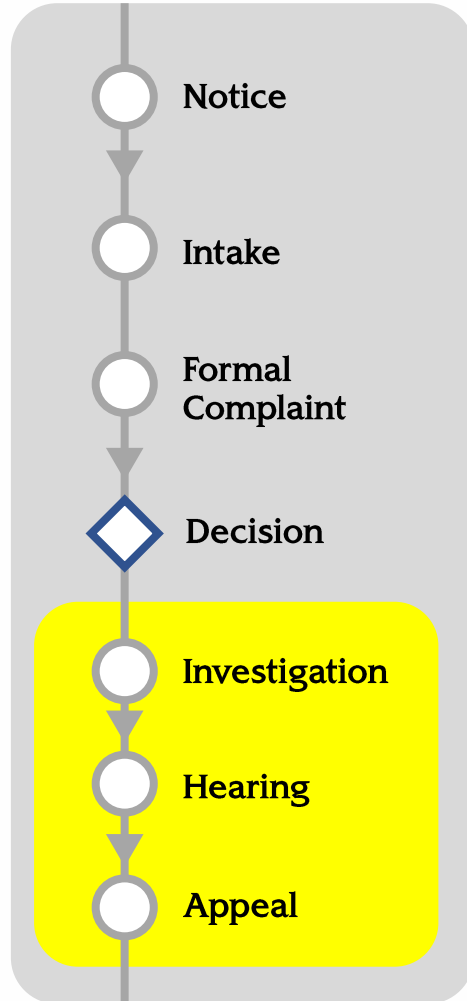 Notice
Intake
Formal
Complaint
Decision
Investigation
Hearing
Appeal